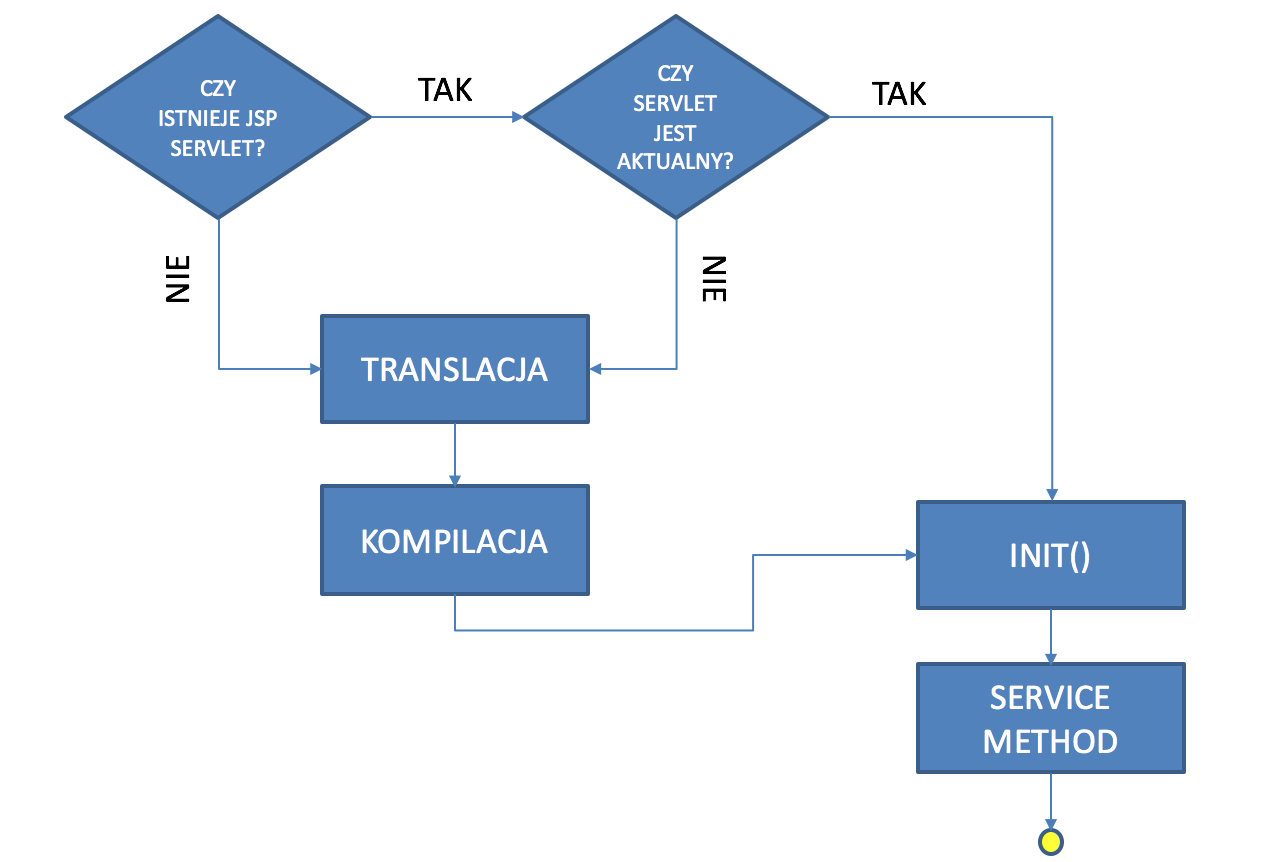 CZY
ISTNIEJE JSP
SERVLET?
TAK
CZY
SERVLET
JEST
AKTUALNY?
TAK
NIE
NIE
TRANSLACJA
KOMPILACJA
INIT()
SERVICE
METHOD